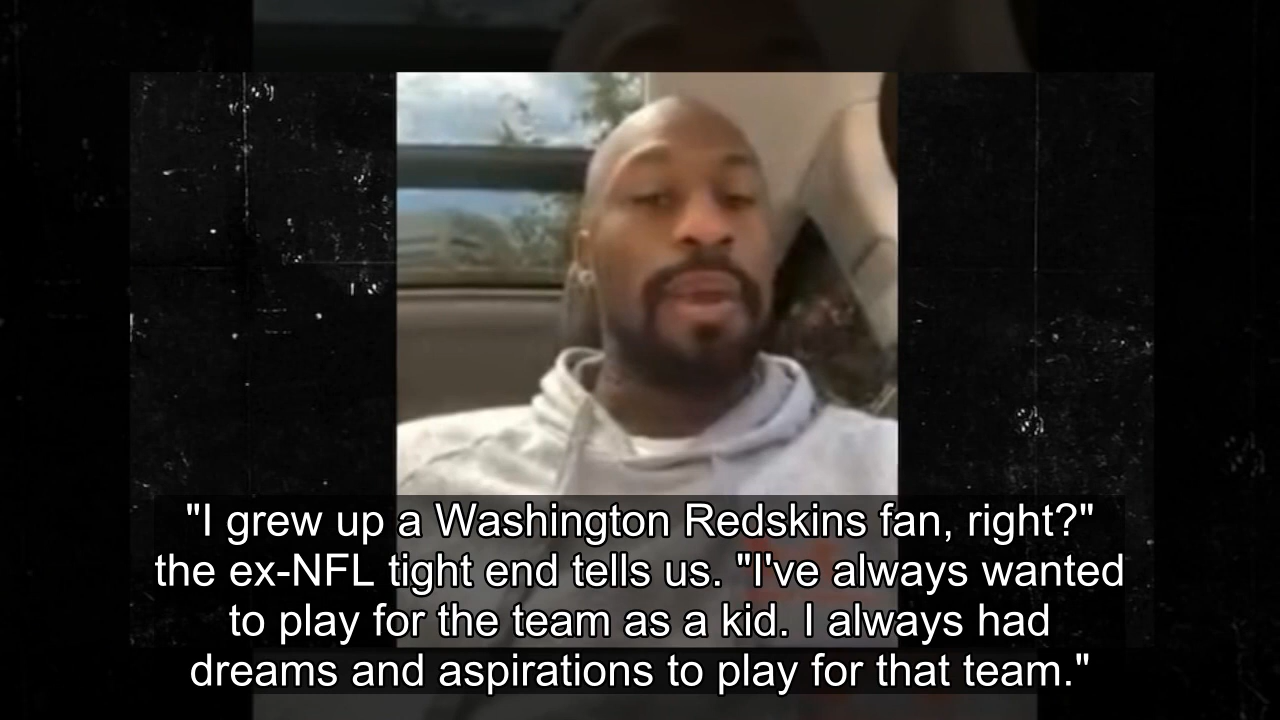 "I grew up a Washington Redskins fan, right?"
the ex-NFL tight end tells us. "I've always wanted
to play for the team as a kid. I always had
dreams and aspirations to play for that team."